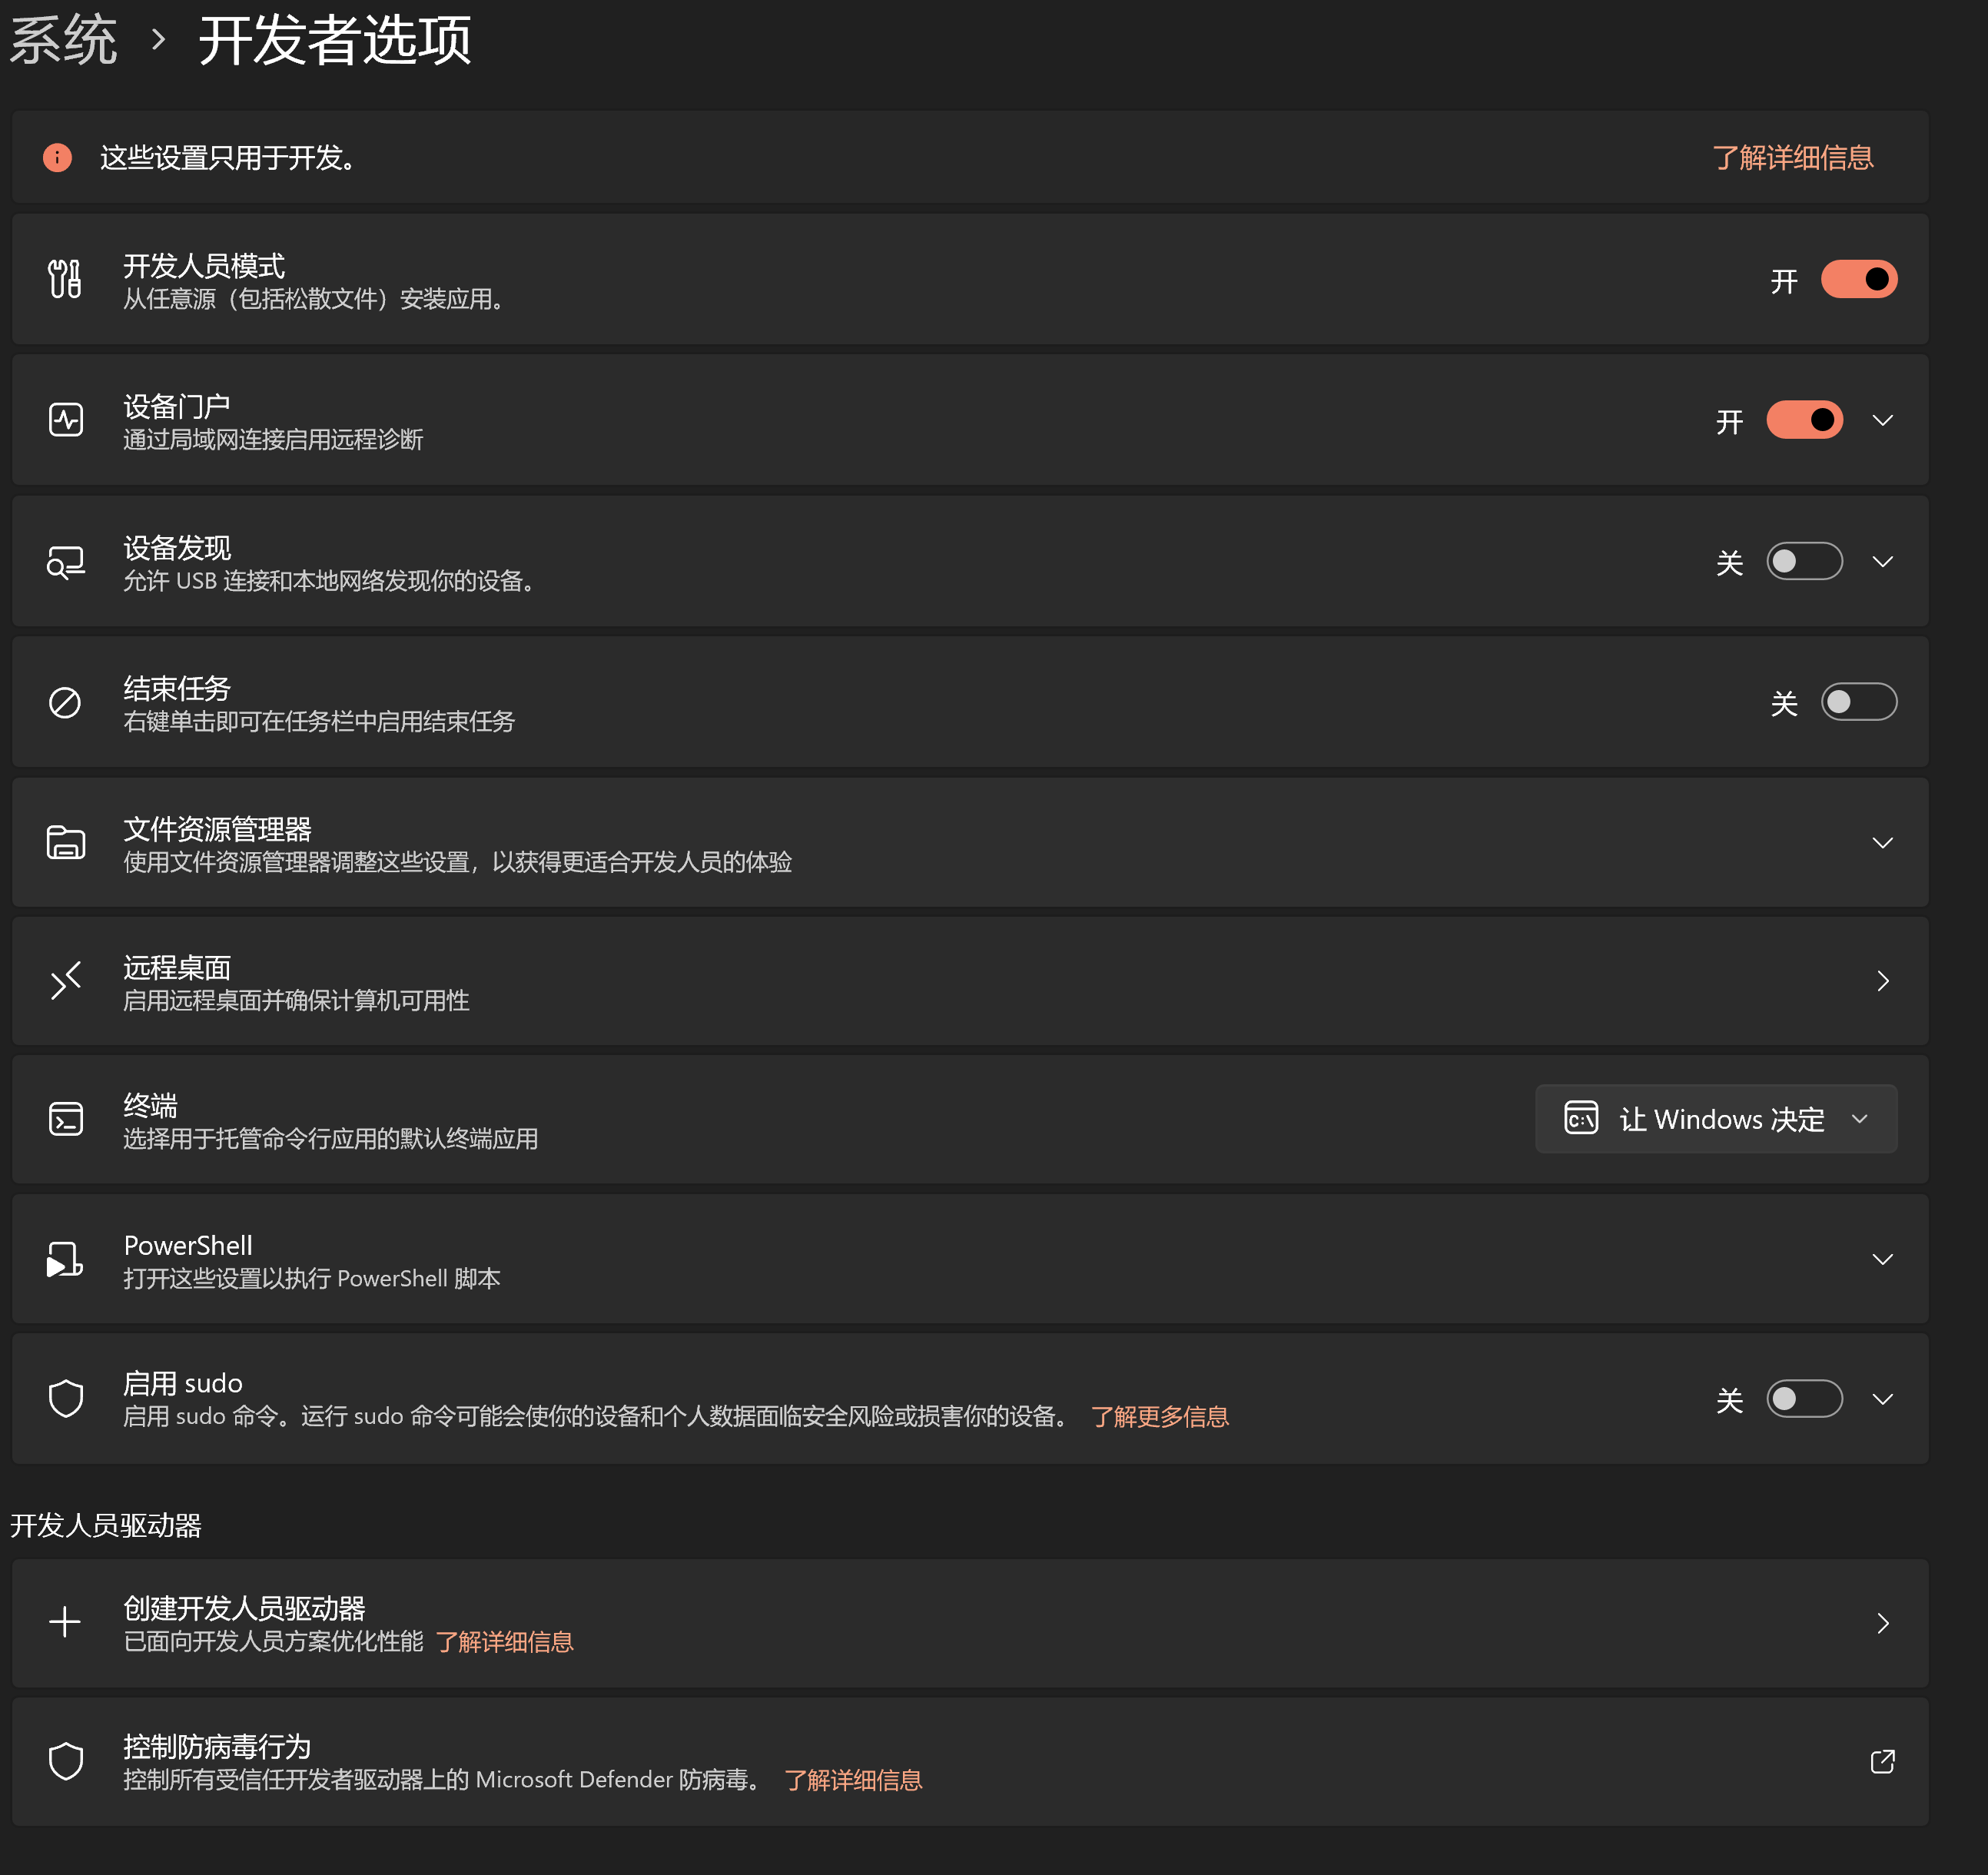 系统 › 开发者选项
这些设置只用于开发。 了解详细信息
开发人员模式
从任意源（包括松散文件）安装应用。
开
设备门户
通过局域网连接启用远程诊断
开
设备发现
允许 USB 连接和本地网络发现你的设备。
关
结束任务
右键单击即可在任务栏中启用结束任务
关
文件资源管理器
使用文件资源管理器调整这些设置，以获得更适合开发人员的体验
远程桌面
启用远程桌面并确保计算机可用性
终端
选择用于托管命令行应用的默认终端应用
C:\ 让 Windows 决定
PowerShell
打开这些设置以执行 PowerShell 脚本
启用 sudo
启用 sudo 命令。运行 sudo 命令可能会使你的设备和个人数据面临安全风险或损害你的设备。 了解更多信息
关
开发人员驱动器
创建开发人员驱动器
已面向开发人员方案优化性能 了解详细信息
控制防病毒行为
控制所有受信任开发者驱动器上的 Microsoft Defender 防病毒。 了解详细信息